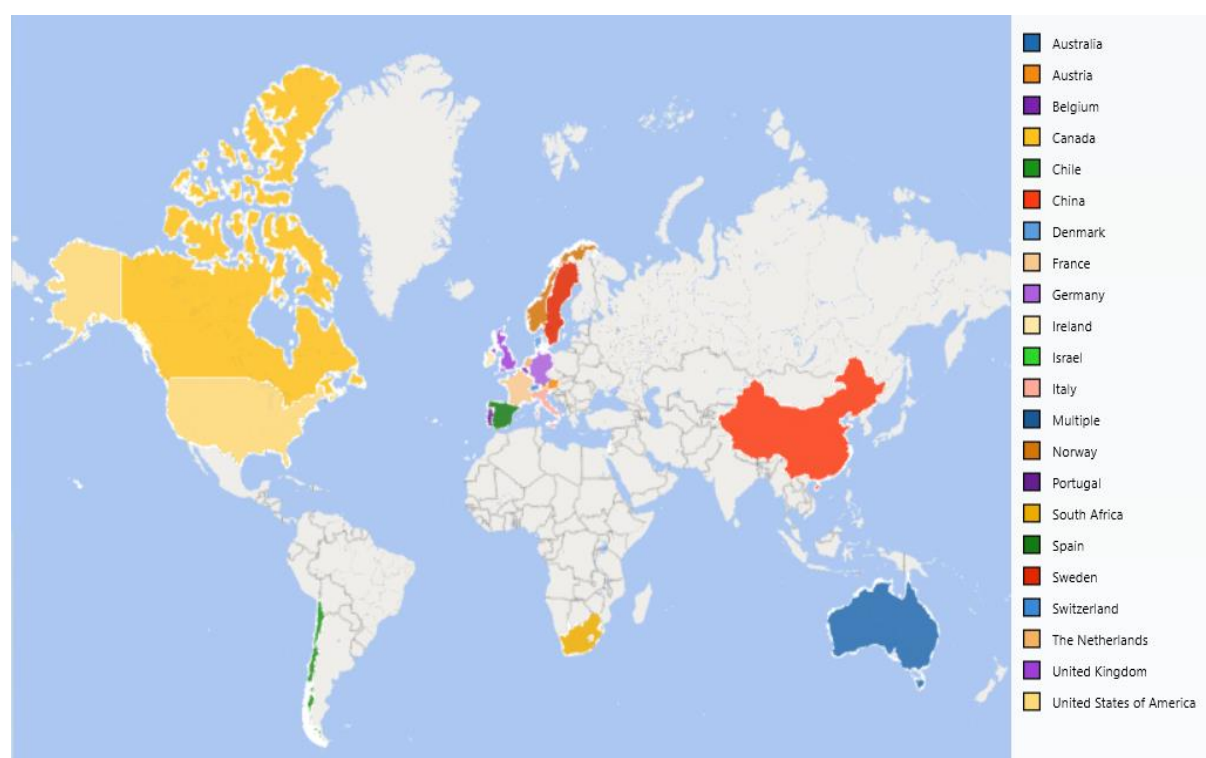 Australia
Austria
Belgium
Canada
Chile
China
Denmark
France
Germany
Ireland
Israel
Italy
Multiple
Norway
Portugal
South Africa
Spain
Sweden
Switzerland
The Netherlands
United Kingdom
United States of America